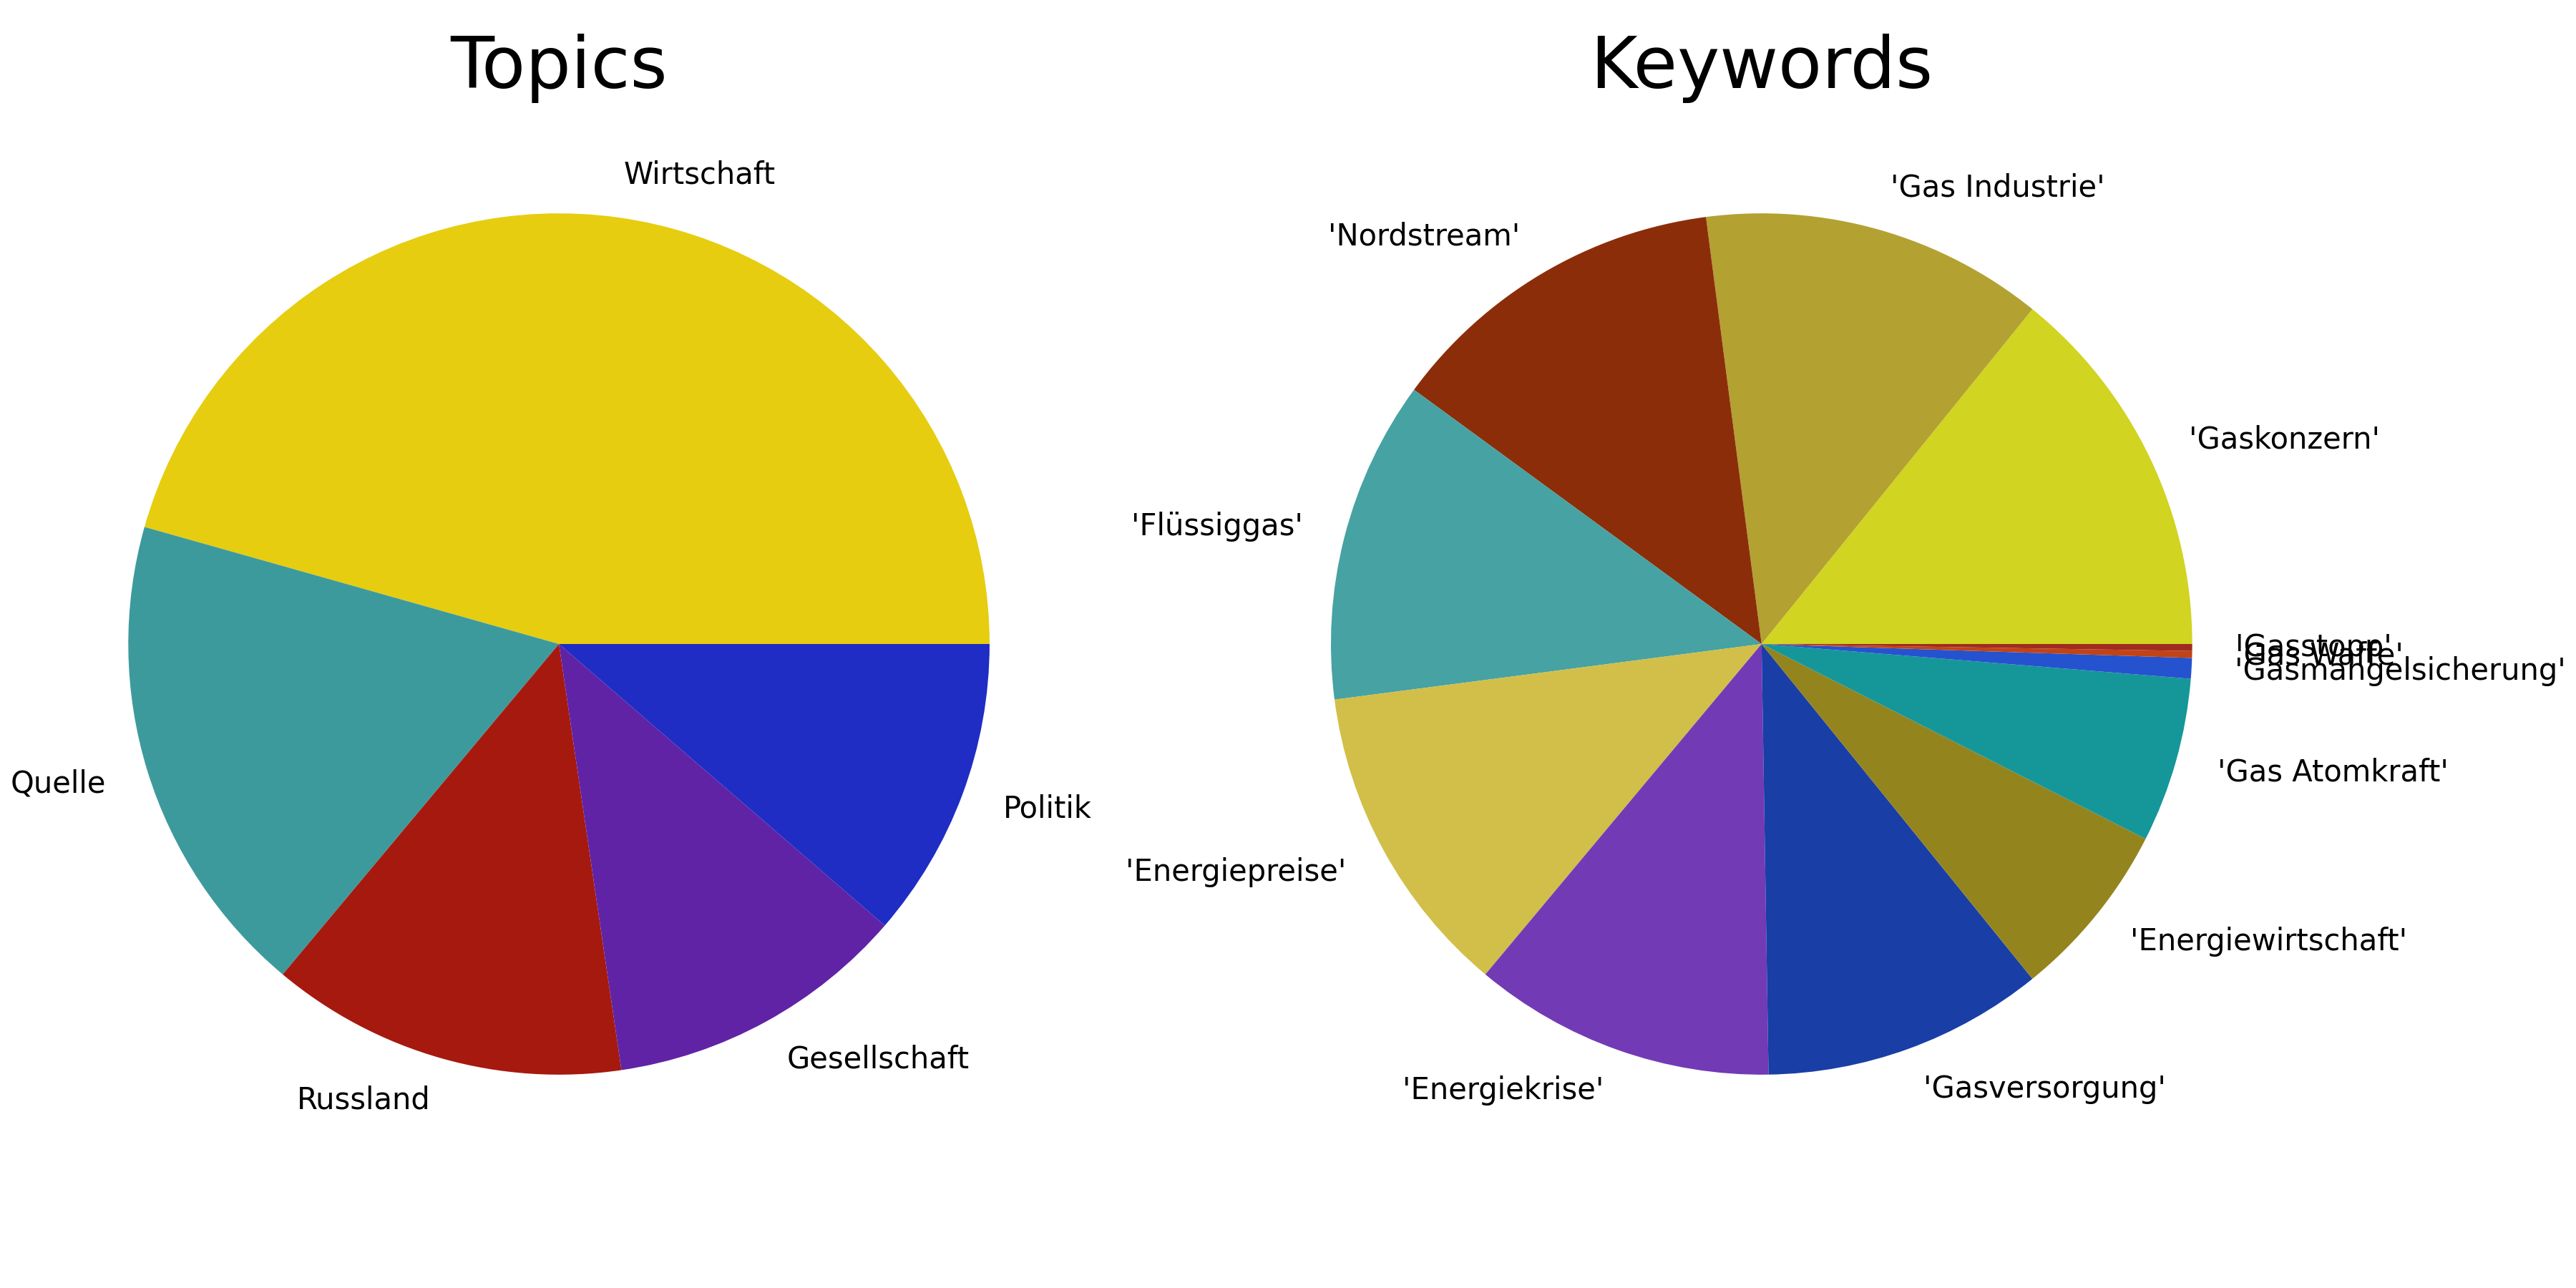 Topics
Keywords
Wirtschaft
Quelle
Russland
Gesellschaft
Politik
'Gaskonzern'
'Gas Industrie'
'Nordstream'
'Flüssiggas'
'Energiepreise'
'Energiekrise'
'Gasversorgung'
'Energiewirtschaft'
'Gas Atomkraft'
'Gasmangelsicherung'
'Gas Waffe'
'Gasstopp'